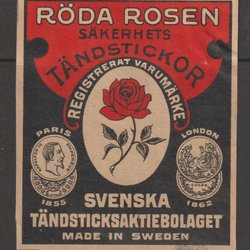 RÖDA ROSEN
SÄKERHETS
TÄNDSTICKOR
REGISTRERAT VARUMÄRKE
PARIS
1855
LONDON
1862
SVENSKA
TÄNDSTICKSAKTIEBOLAGET
MADE IN SWEDEN